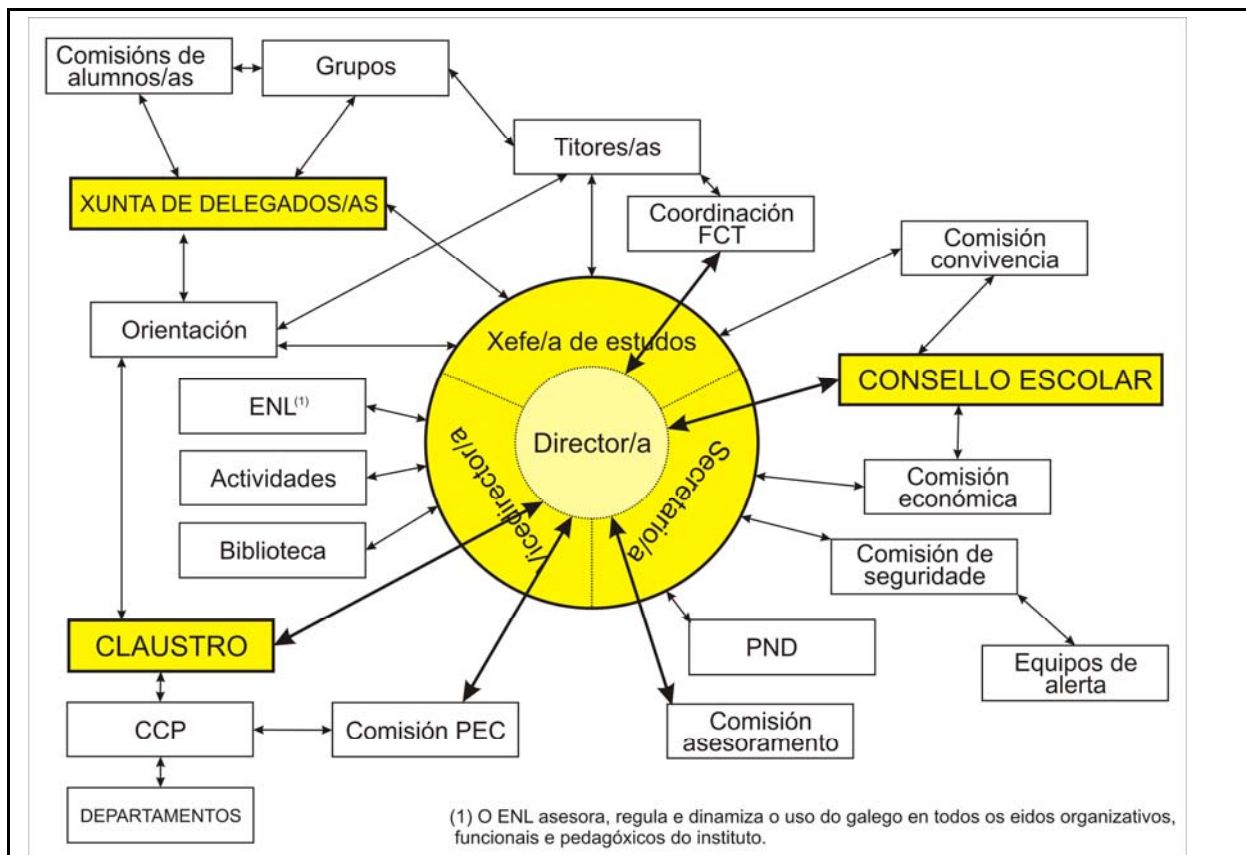 Comisións de
alumnos/as
Grupos
Titores/as
XUNTA DE DELEGADOS/AS
Coordinación
FCT
Comisión
convivencia
Orientación
Xefe/a de estudos
CONSELLO ESCOLAR
ENL(1)
Director/a
Vicedirector/a
Secretario/a
Actividades
Comisión
económica
Biblioteca
Comisión de
seguridade
CLAUSTRO
PND
Equipos de
alerta
CCP
Comisión PEC
Comisión
asesoramento
DEPARTAMENTOS
(1) O ENL asesora, regula e dinamiza o uso do galego en todos os eidos organizativos,
funcionais e pedagóxicos do instituto.